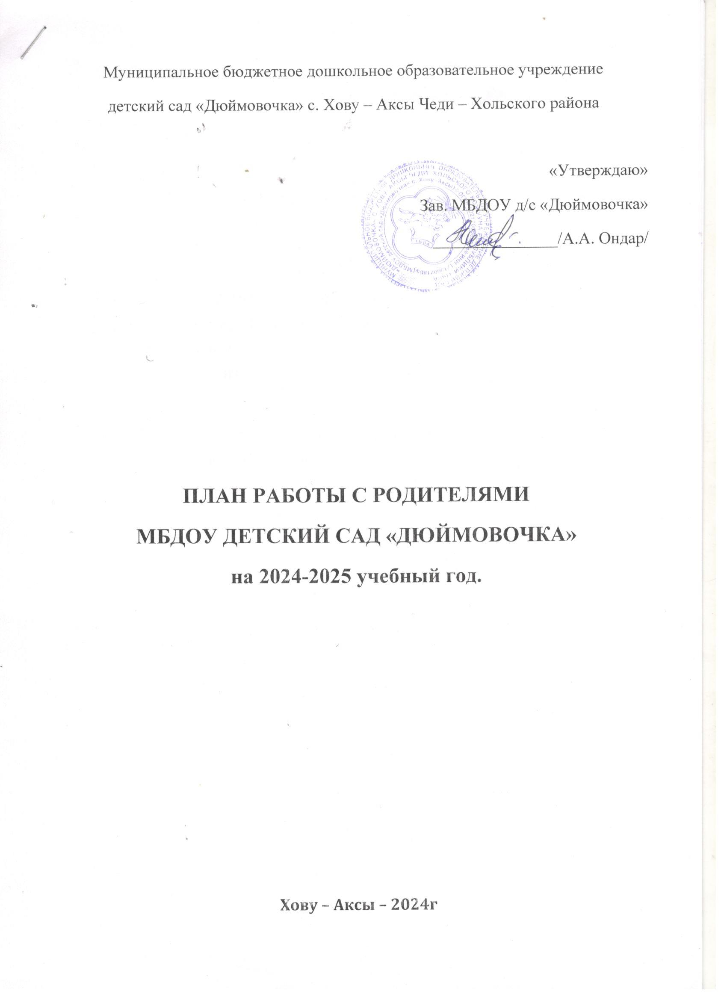 Муниципальное бюджетное дошкольное образовательное учреждение
детский сад «Дюймовочка» с. Хову – Аксы Чеди – Хольского района
«Утверждаю»
Зав. МБДОУ д/с «Дюймовочка»
/А.А. Ондар/
ПЛАН РАБОТЫ С РОДИТЕЛЯМИ
МБДОУ ДЕТСКИЙ САД «ДЮЙМОВОЧКА»
на 2024-2025 учебный год.
Хову – Аксы – 2024г